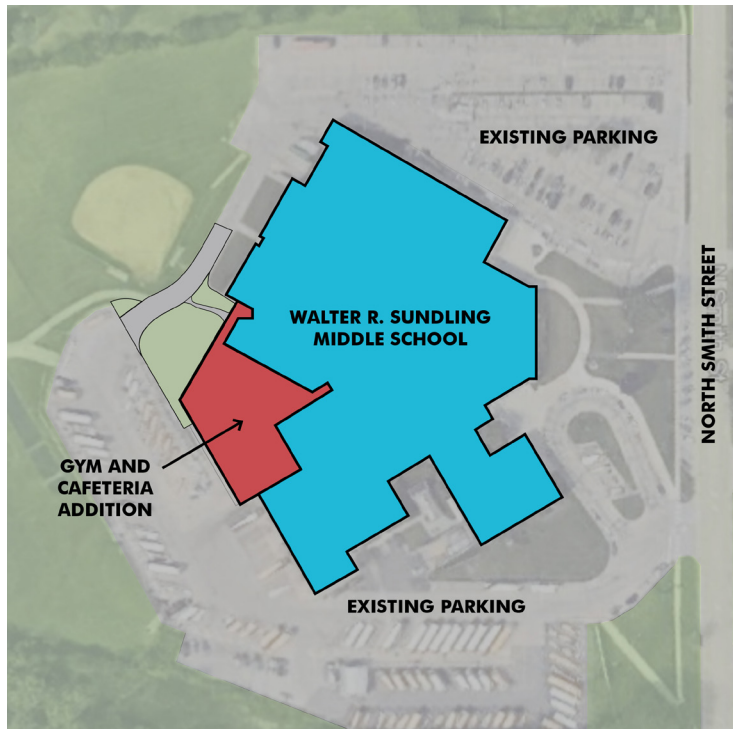 EXISTING PARKING
WALTER R. SUNDLING
MIDDLE SCHOOL
NORTH SMITH STREET
GYM AND
CAFETERIA
ADDITION
EXISTING PARKING